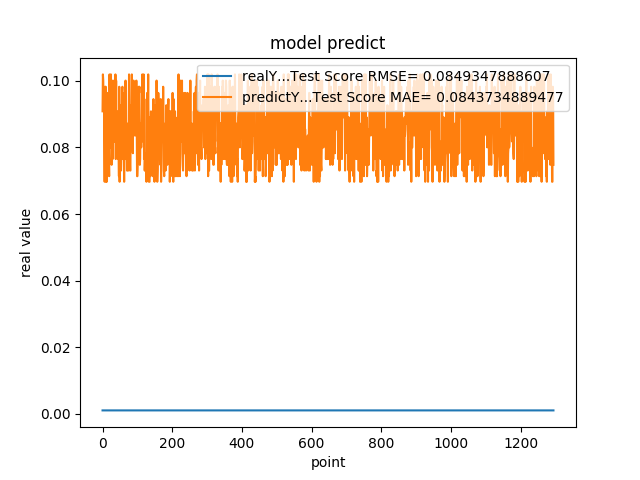 model predict
realY...Test Score RMSE= 0.0849347888607
predictY...Test Score MAE= 0.0843734889477
0.10
0.08
0.06
0.04
0.02
0.00
real value
0 200 400 600 800 1000 1200
point